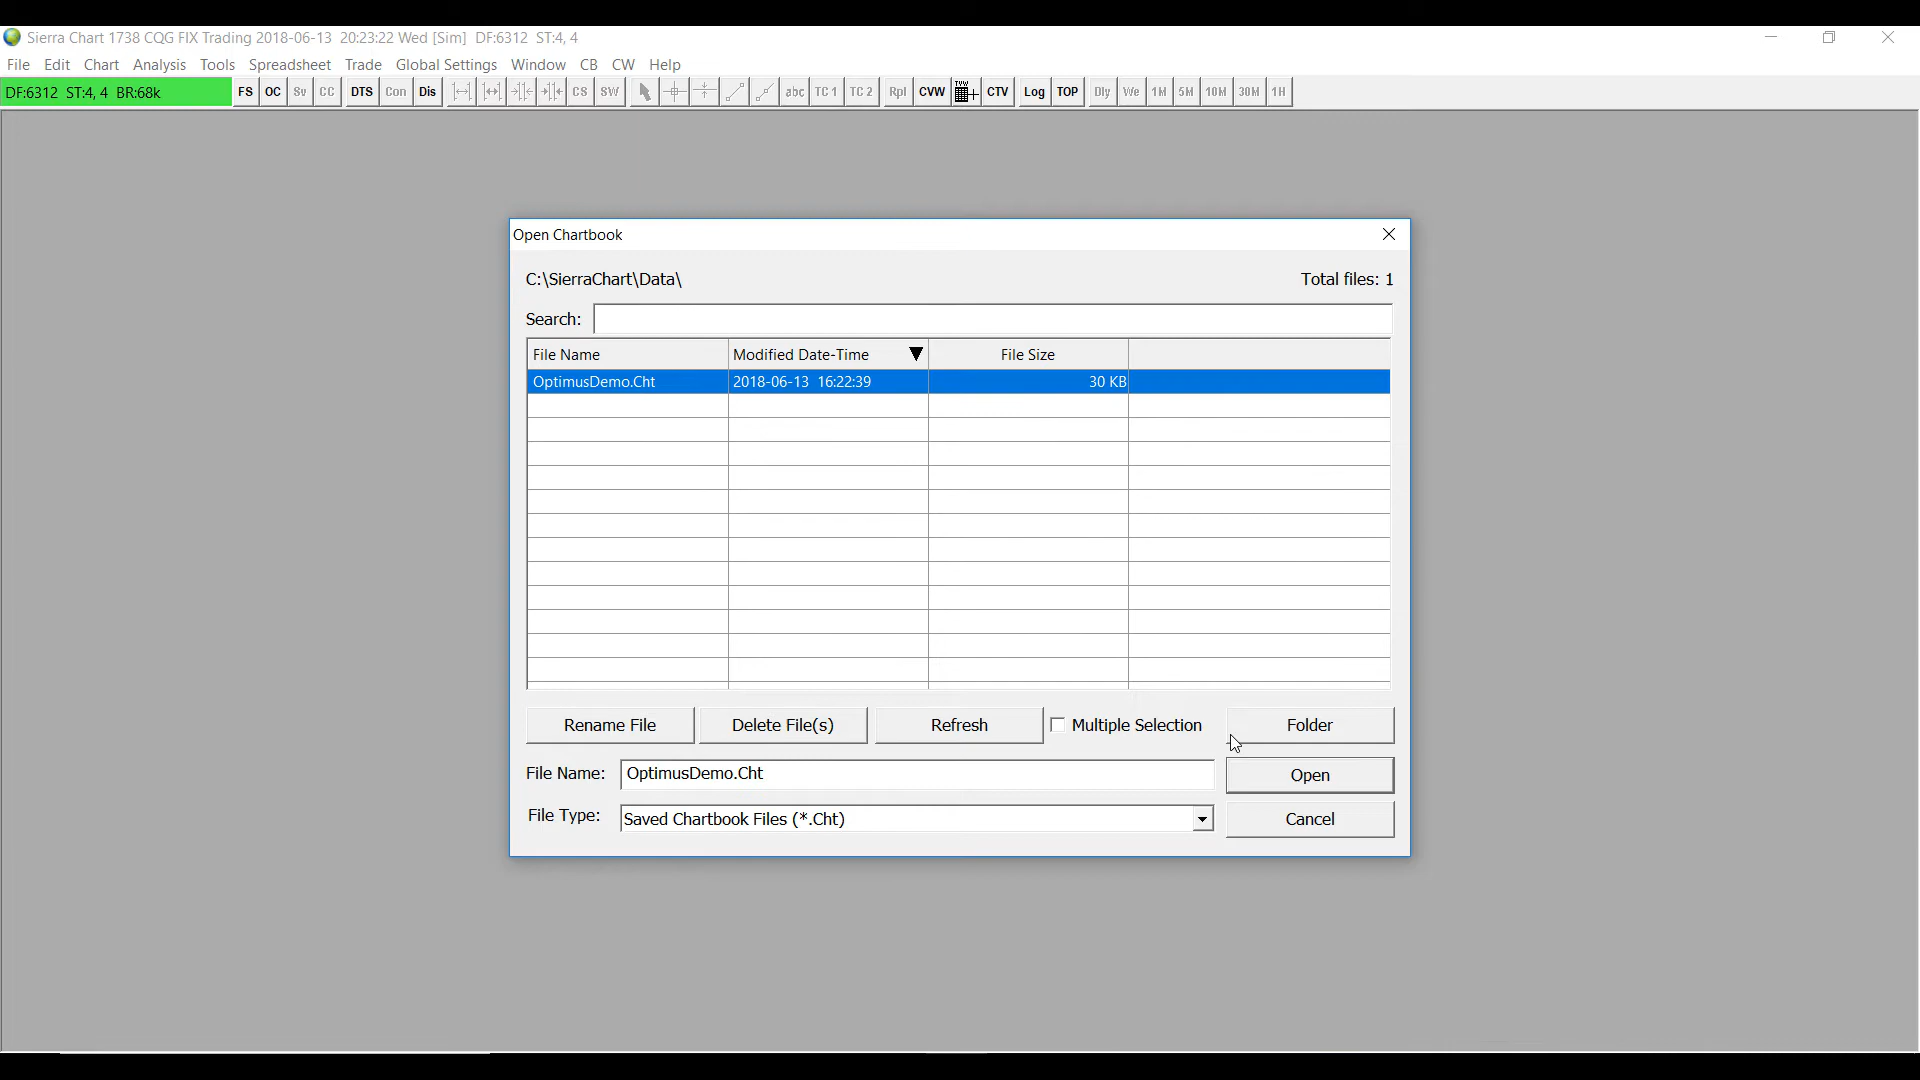 Sierra Chart 1738 CQG FIX Trading 2018-06-13  20:23:22 Wed [Sim]  DF:6312  ST:4, 4
File Edit Chart Analysis Tools Spreadsheet Trade Global Settings Window CB CW Help
DF:6312  ST:4, 4  BR:68k FS OC Sv CC DTS Con Dis CS SW abc TC 1 TC 2 Rpl CVW CTV Log TOP Dly We 1M 5M 10M 30M 1H
Open Chartbook
C:\SierraChart\Data\ Total files: 1
Search:
File Name Modified Date-Time File Size
OptimusDemo.Cht 2018-06-13  16:22:39 30 KB
Rename File Delete File(s) Refresh Multiple Selection Folder
File Name: OptimusDemo.Cht Open
File Type: Saved Chartbook Files (*.Cht) Cancel